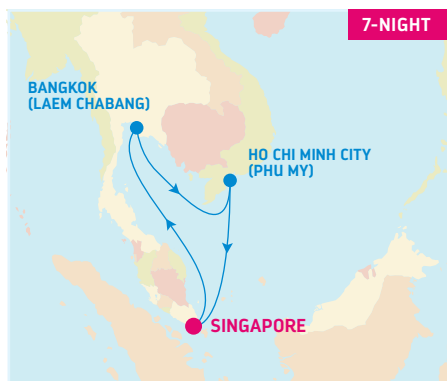 7-NIGHT
BANGKOK
(LAEM CHABANG)
HO CHI MINH CITY
(PHU MY)
SINGAPORE